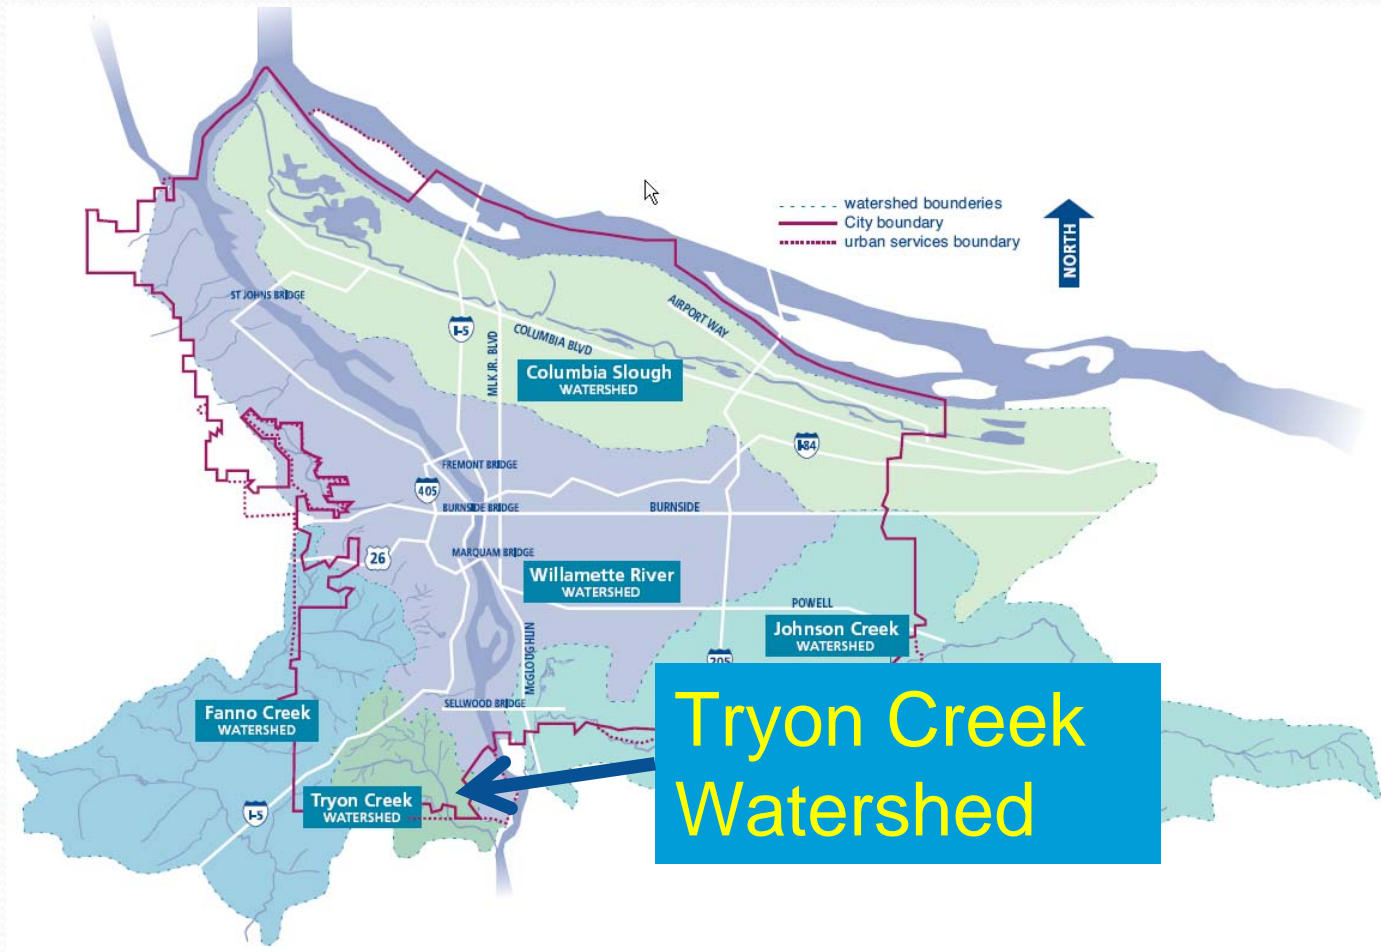 watershed bounderies
City boundary
urban services boundary
NORTH
ST JOHNS BRIDGE
AIRPORT WAY
I-5
COLUMBIA BLVD
MLK JR. BLVD
Columbia Slough
WATERSHED
I-84
FREMONT BRIDGE
405
BURNSIDE BRIDGE
BURNSIDE
MARQUAM BRIDGE
26
Willamette River
WATERSHED
POWELL
Johnson Creek
WATERSHED
205
McGLOUGHLIN
SELLWOOD BRIDGE
Fanno Creek
WATERSHED
Tryon Creek
Watershed
Tryon Creek
WATERSHED
I-5